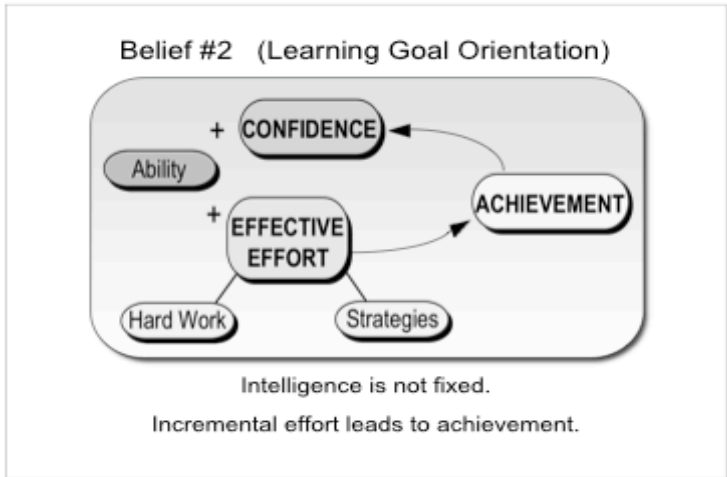 Belief #2 (Learning Goal Orientation)
+ CONFIDENCE
Ability
ACHIEVEMENT
+ EFFECTIVE
EFFORT
Hard Work
Strategies
Intelligence is not fixed.
Incremental effort leads to achievement.